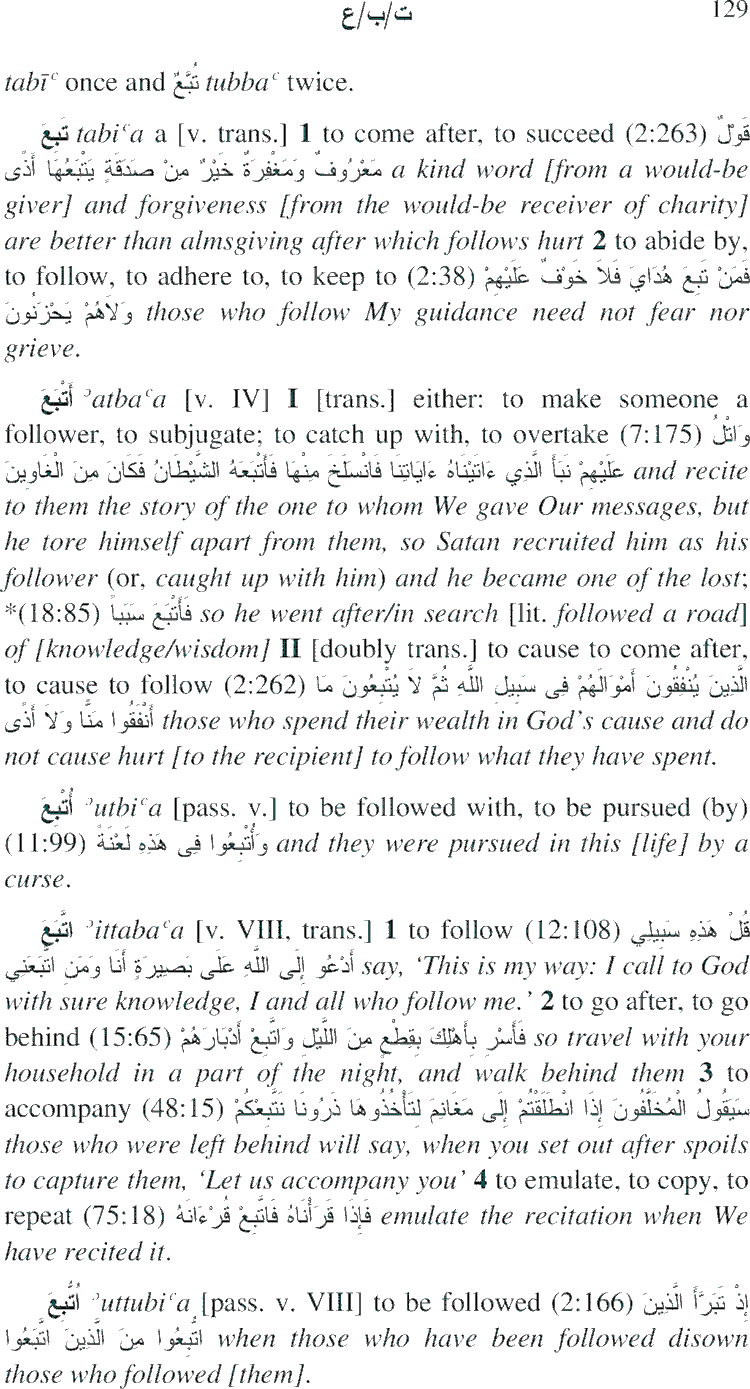 ت/ب/ع 129
tabīᶜ once and تُبَّعٌ tubbaᶜ twice.
تَبِعَ tabiᶜa a [v. trans.] 1 to come after, to succeed (2:263) قَوْلٌ
مَعْرُوفٌ وَمَغْفِرَةٌ خَيْرٌ مِنْ صَدَقَةٍ يَتْبَعُهَا أَذًى a kind word [from a would-be
giver] and forgiveness [from the would-be receiver of charity]
are better than almsgiving after which follows hurt 2 to abide by,
to follow, to adhere to, to keep to (2:38) فَمَنْ تَبِعَ هُدَايَ فَلاَ خَوْفٌ عَلَيْهِمْ
وَلاَهُمْ يَحْزَنُونَ those who follow My guidance need not fear nor
grieve.
أَتْبَعَ ʾatbaᶜa [v. IV] I [trans.] either: to make someone a
follower, to subjugate; to catch up with, to overtake (7:175) وَاتْلُ
عَلَيْهِمْ نَبَأَ الَّذِي ءَاتَيْنَاهُ ءَايَاتِنَا فَانْسَلَخَ مِنْهَا فَأَتْبَعَهُ الشَّيْطَانُ فَكَانَ مِنَ الْغَاوِينَ and recite
to them the story of the one to whom We gave Our messages, but
he tore himself apart from them, so Satan recruited him as his
follower (or, caught up with him) and he became one of the lost;
*(18:85) فَأَتْبَعَ سَبَباً so he went after/in search [lit. followed a road]
of [knowledge/wisdom] II [doubly trans.] to cause to come after,
to cause to follow (2:262) الَّذِينَ يُنْفِقُونَ أَمْوَالَهُمْ فِى سَبِيلِ اللَّهِ ثُمَّ لاَ يُتْبِعُونَ مَا
أَنْفَقُوا مَنًّا وَلاَ أَذًى those who spend their wealth in God’s cause and do
not cause hurt [to the recipient] to follow what they have spent.
أُتْبِعَ ʾutbiᶜa [pass. v.] to be followed with, to be pursued (by)
(11:99) وَأُتْبِعُوا فِى هَذِهِ لَعْنَةً and they were pursued in this [life] by a
curse.
اتَّبَعَ ʾittabaᶜa [v. VIII, trans.] 1 to follow (12:108) قُلْ هَذِهِ سَبِيلِي
أَدْعُو إِلَى اللَّهِ عَلَى بَصِيرَةٍ أَنَا وَمَنِ اتَّبَعَنِي say, ‘This is my way: I call to God
with sure knowledge, I and all who follow me.’ 2 to go after, to go
behind (15:65) فَأَسْرِ بِأَهْلِكَ بِقِطْعٍ مِنَ اللَّيْلِ وَاتَّبِعْ أَدْبَارَهُمْ so travel with your
household in a part of the night, and walk behind them 3 to
accompany (48:15) سَيَقُولُ الْمُخَلَّفُونَ إِذَا انْطَلَقْتُمْ إِلَى مَغَانِمَ لِتَأْخُذُوهَا ذَرُونَا نَتَّبِعْكُمْ
those who were left behind will say, when you set out after spoils
to capture them, ‘Let us accompany you’ 4 to emulate, to copy, to
repeat (75:18) فَإِذَا قَرَأْنَاهُ فَاتَّبِعْ قُرْءَانَهُ emulate the recitation when We
have recited it.
اُتُّبِعَ ʾuttubiᶜa [pass. v. VIII] to be followed (2:166) إِذْ تَبَرَّأَ الَّذِينَ
اتُّبِعُوا مِنَ الَّذِينَ اتَّبَعُوا when those who have been followed disown
those who followed [them].